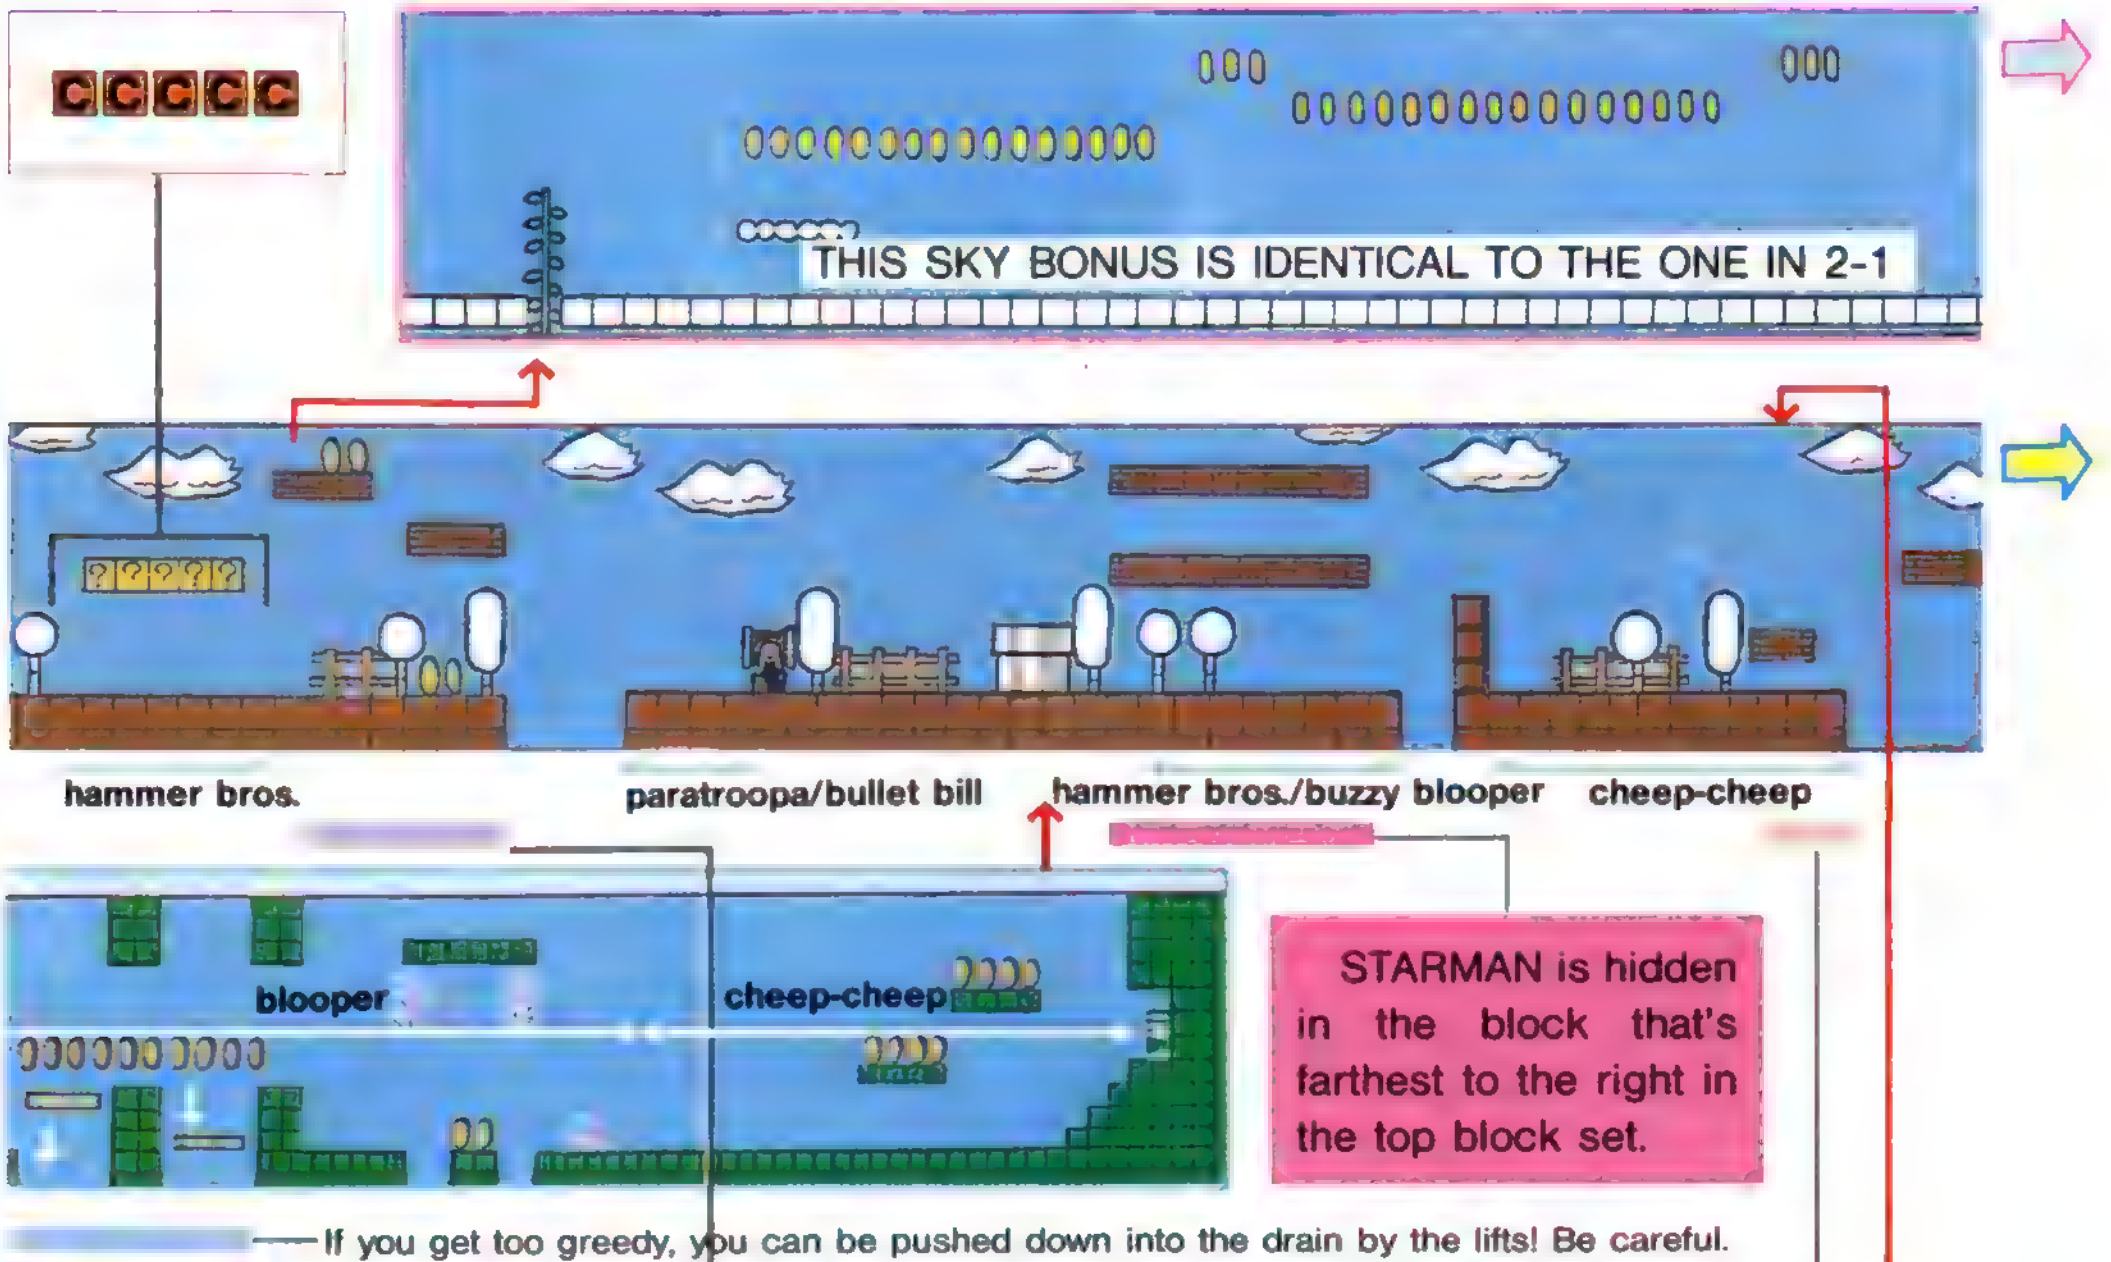 C C C C C
THIS SKY BONUS IS IDENTICAL TO THE ONE IN 2-1
? ? ? ? ?
hammer bros. paratroopa/bullet bill hammer bros./buzzy blooper cheep-cheep
blooper cheep-cheep
STARMAN is hidden
in the block that's
farthest to the right in
the top block set.
If you get too greedy, you can be pushed down into the drain by the lifts! Be careful.